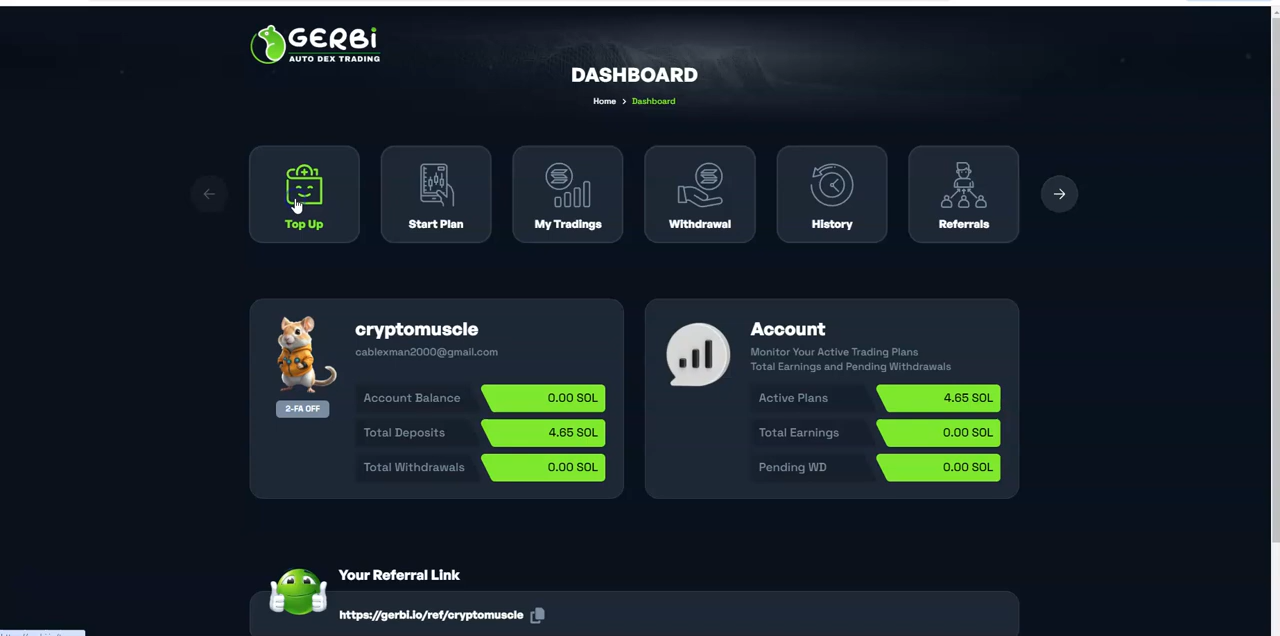 GERBi
AUTO DEX TRADING
DASHBOARD
Home > Dashboard
Top Up
Start Plan
My Tradings
Withdrawal
History
Referrals
cryptomuscle
cablexman2000@gmail.com
2-FA OFF
Account Balance 0.00 SOL
Total Deposits 4.65 SOL
Total Withdrawals 0.00 SOL
Account
Monitor Your Active Trading Plans
Total Earnings and Pending Withdrawals
Active Plans 4.65 SOL
Total Earnings 0.00 SOL
Pending WD 0.00 SOL
Your Referral Link
https://gerbi.io/ref/cryptomuscle